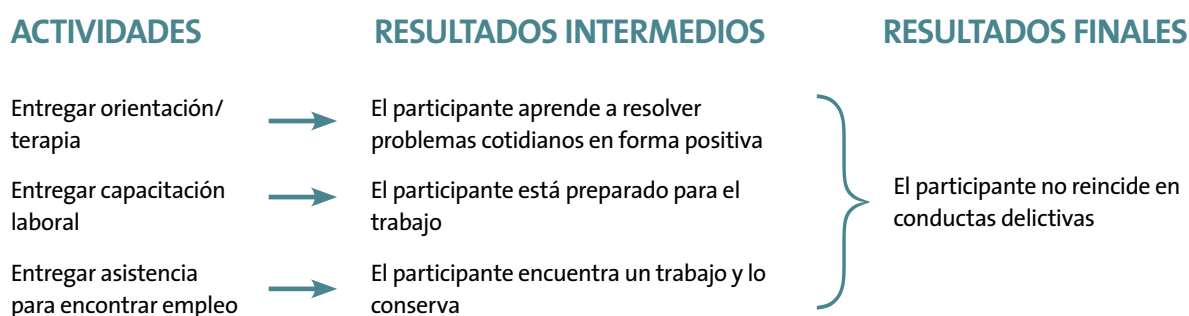 ACTIVIDADES
RESULTADOS INTERMEDIOS
RESULTADOS FINALES
Entregar orientación/
terapia
El participante aprende a resolver
problemas cotidianos en forma positiva
Entregar capacitación
laboral
El participante está preparado para el
trabajo
Entregar asistencia
para encontrar empleo
El participante encuentra un trabajo y lo
conserva
El participante no reincide en
conductas delictivas